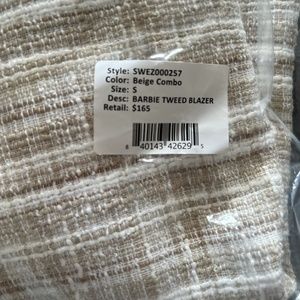 Style: SWEZ000257
Color: Beige Combo
Size: S
Desc: BARBIE TWEED BLAZER
Retail: $165
8 40143 42629 5